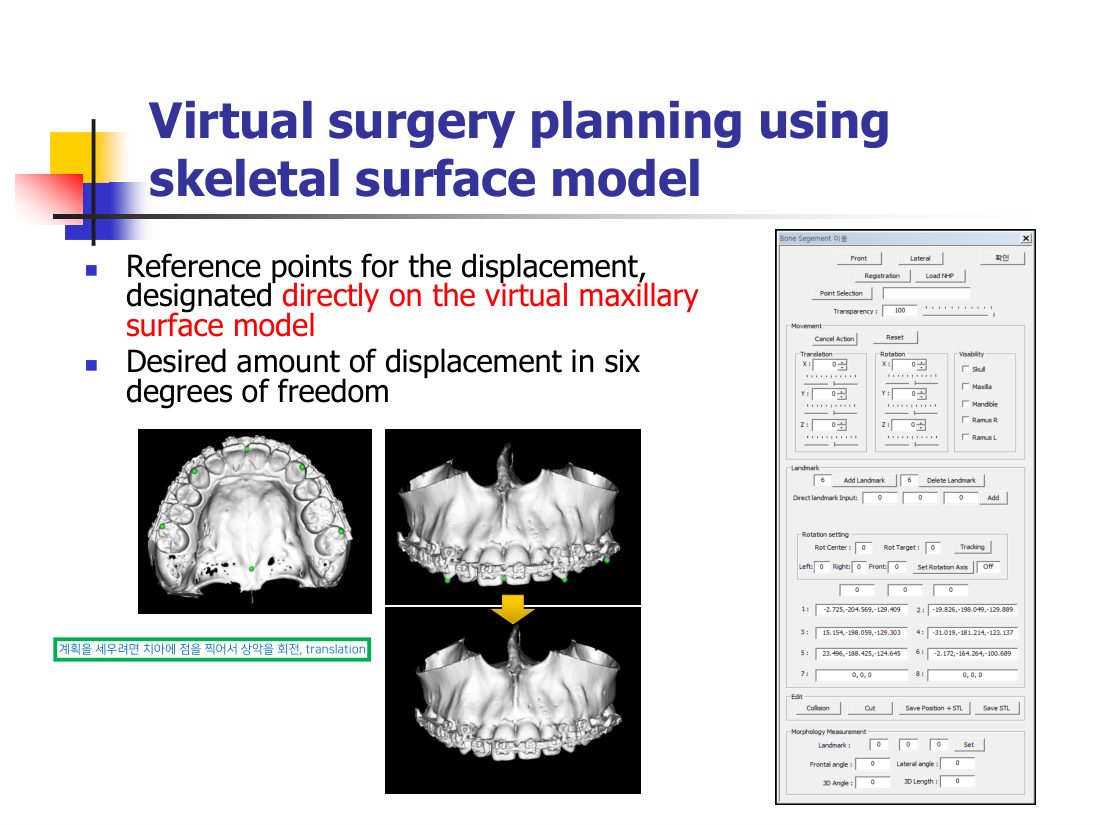 Virtual surgery planning using
skeletal surface model
Reference points for the displacement,
designated directly on the virtual maxillary
surface model
Desired amount of displacement in six
degrees of freedom
계획을 세우려면 치아에 점을 찍어서 상악을 회전, translation
Bone Segement 이동
Front Lateral 확인
Registration Load NHP
Point Selection
Transparency : 100
Movement
Cancel Action Reset
Translation Rotation Visability
X : 0 X : 0 Skull
Maxilla
Y : 0 Y : 0 Mandible
Ramus R
Z : 0 Z : 0 Ramus L
Landmark
6 Add Landmark 6 Delete Landmark
Direct landmark Input: 0 0 0 Add
Rotation setting
Rot Center : 0 Rot Target : 0 Tracking
Left: 0 Right: 0 Front: 0 Set Rotation Axis Off
0 0 0
1 : -2.725,-204.569,-129.409 2 : -19.826,-198.049,-129.889
3 : 15.154,-198.059,-129.303 4 : -31.019,-181.214,-123.137
5 : 23.496,-188.425,-124.645 6 : -2.172,-164.264,-100.689
7 : 0, 0, 0 8 : 0, 0, 0
Edit
Collision Cut Save Position + STL Save STL
Morphology Measurement
Landmark : 0 0 0 Set
Frontal angle : 0 Lateral angle : 0
3D Angle : 0 3D Length : 0